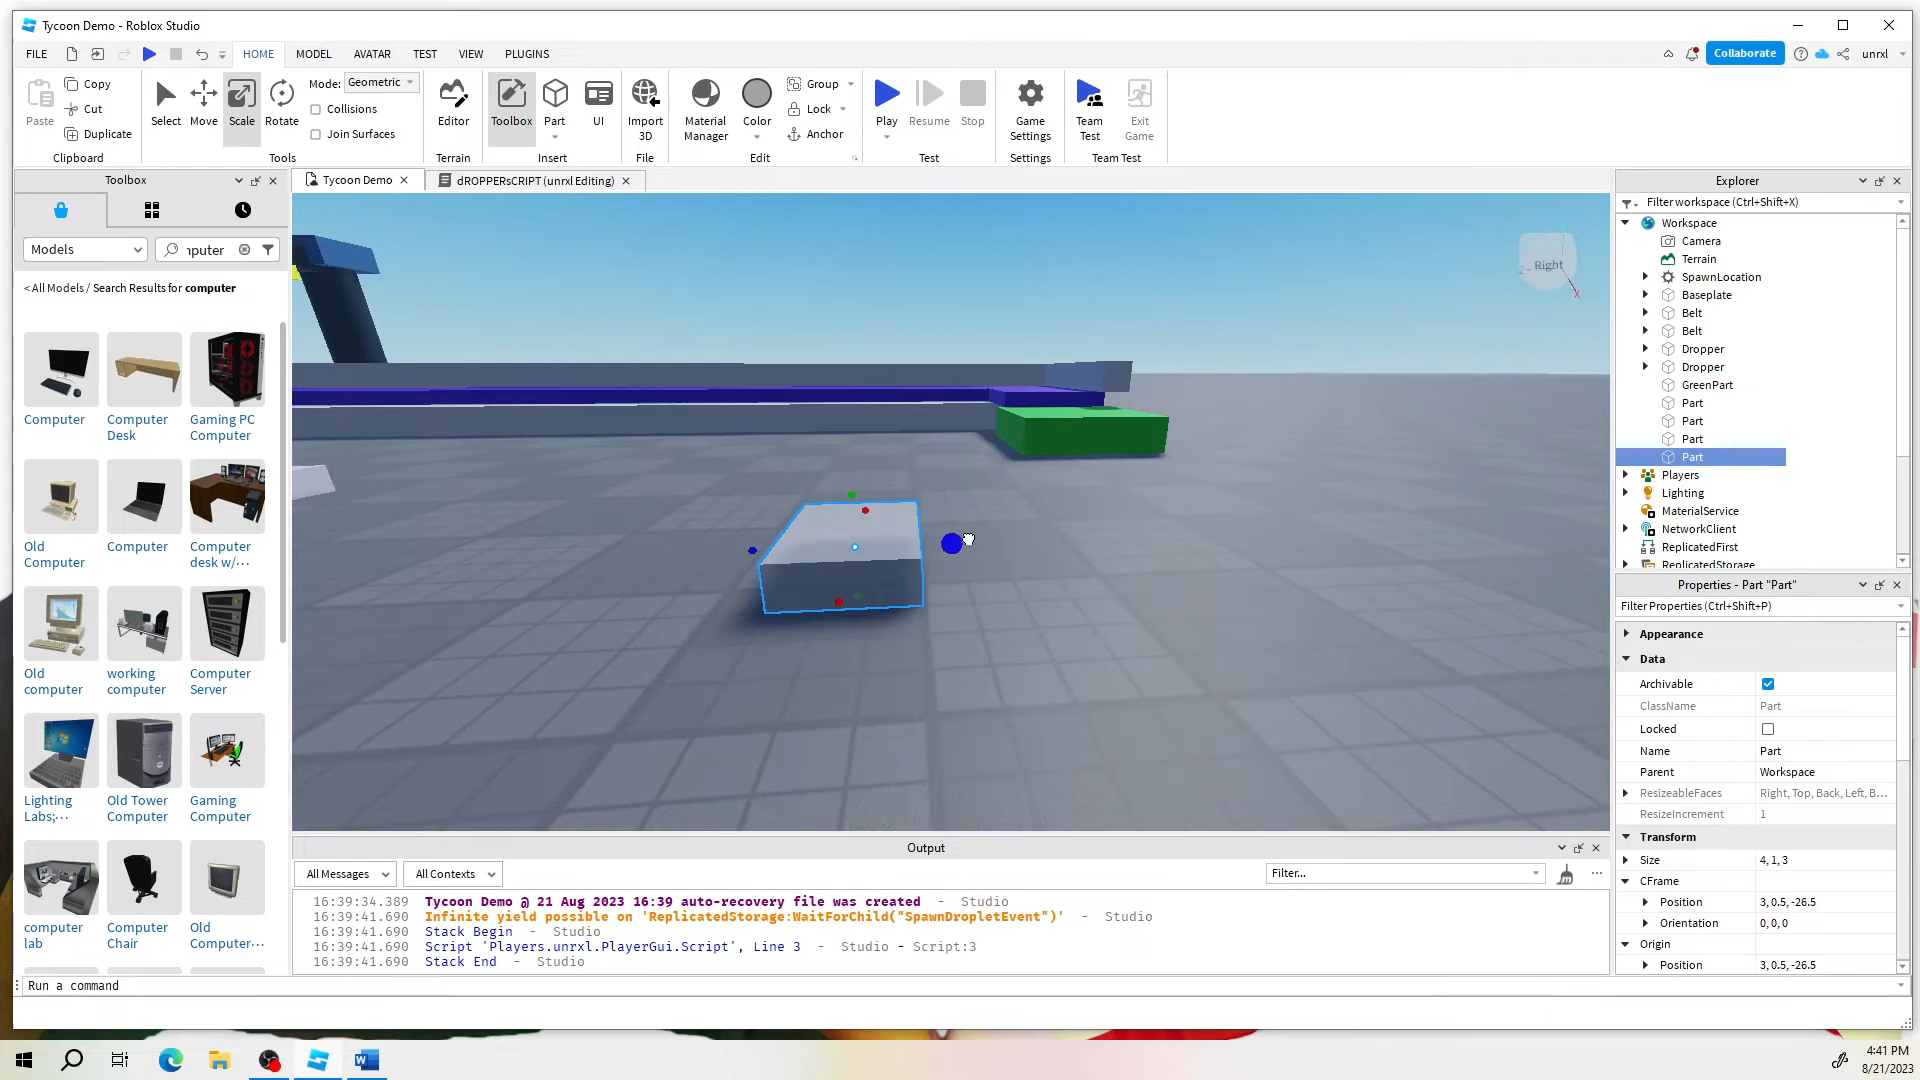 Tycoon Demo - Roblox Studio
FILE
HOME
MODEL
AVATAR
TEST
VIEW
PLUGINS
Collaborate
unrxl
Paste
Copy
Cut
Duplicate
Clipboard
Select
Move
Scale
Rotate
Mode:
Geometric
Collisions
Join Surfaces
Tools
Editor
Terrain
Toolbox
Part
UI
Insert
Import
3D
File
Material
Manager
Color
Group
Lock
Anchor
Edit
Play
Resume
Stop
Test
Game
Settings
Settings
Team
Test
Exit
Game
Team Test
Toolbox
Models
nputer
< All Models / Search Results for computer
Computer
Computer
Desk
Gaming PC
Computer
Old
Computer
Computer
Computer
desk w/···
Old
computer
working
computer
Computer
Server
Lighting
Labs;···
Old Tower
Computer
Gaming
Computer
computer
lab
Computer
Chair
Old
Computer···
Tycoon Demo
dROPPERsCRIPT (unrxl Editing)
Right
Z
X
Output
All Messages
All Contexts
Filter...
16:39:34.389 Tycoon Demo @ 21 Aug 2023 16:39 auto-recovery file was created - Studio
16:39:41.690 Infinite yield possible on 'ReplicatedStorage:WaitForChild("SpawnDropletEvent")' - Studio
16:39:41.690 Stack Begin - Studio
16:39:41.690 Script 'Players.unrxl.PlayerGui.Script', Line 3 - Studio - Script:3
16:39:41.690 Stack End - Studio
Run a command
Explorer
Filter workspace (Ctrl+Shift+X)
Workspace
Camera
Terrain
SpawnLocation
Baseplate
Belt
Belt
Dropper
Dropper
GreenPart
Part
Part
Part
Part
Players
Lighting
MaterialService
NetworkClient
ReplicatedFirst
ReplicatedStorage
Properties - Part "Part"
Filter Properties (Ctrl+Shift+P)
Appearance
Data
Archivable
ClassName Part
Locked
Name Part
Parent Workspace
ResizeableFaces Right, Top, Back, Left, B...
ResizeIncrement 1
Transform
Size 4, 1, 3
CFrame
Position 3, 0.5, -26.5
Orientation 0, 0, 0
Origin
Position 3, 0.5, -26.5
4:41 PM
8/21/2023